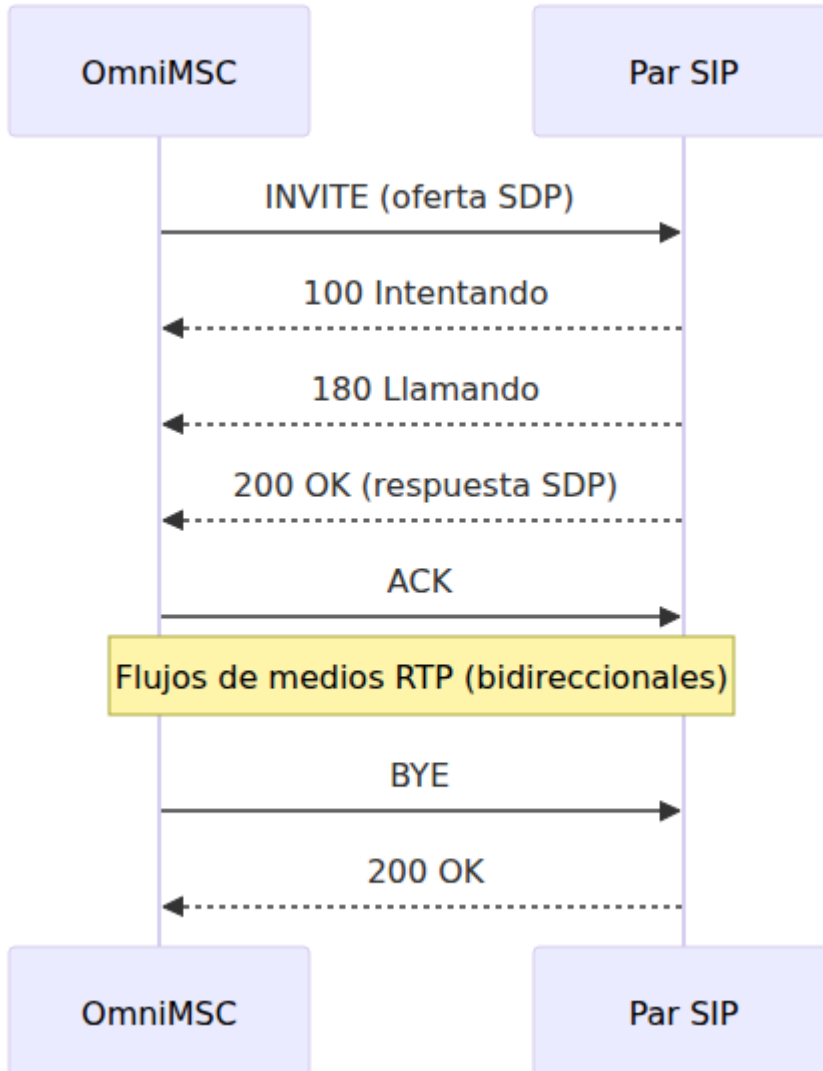 OmniMSC
Par SIP
INVITE (oferta SDP)
100 Intentando
180 Llamando
200 OK (respuesta SDP)
ACK
Flujos de medios RTP (bidireccionales)
BYE
200 OK
OmniMSC
Par SIP